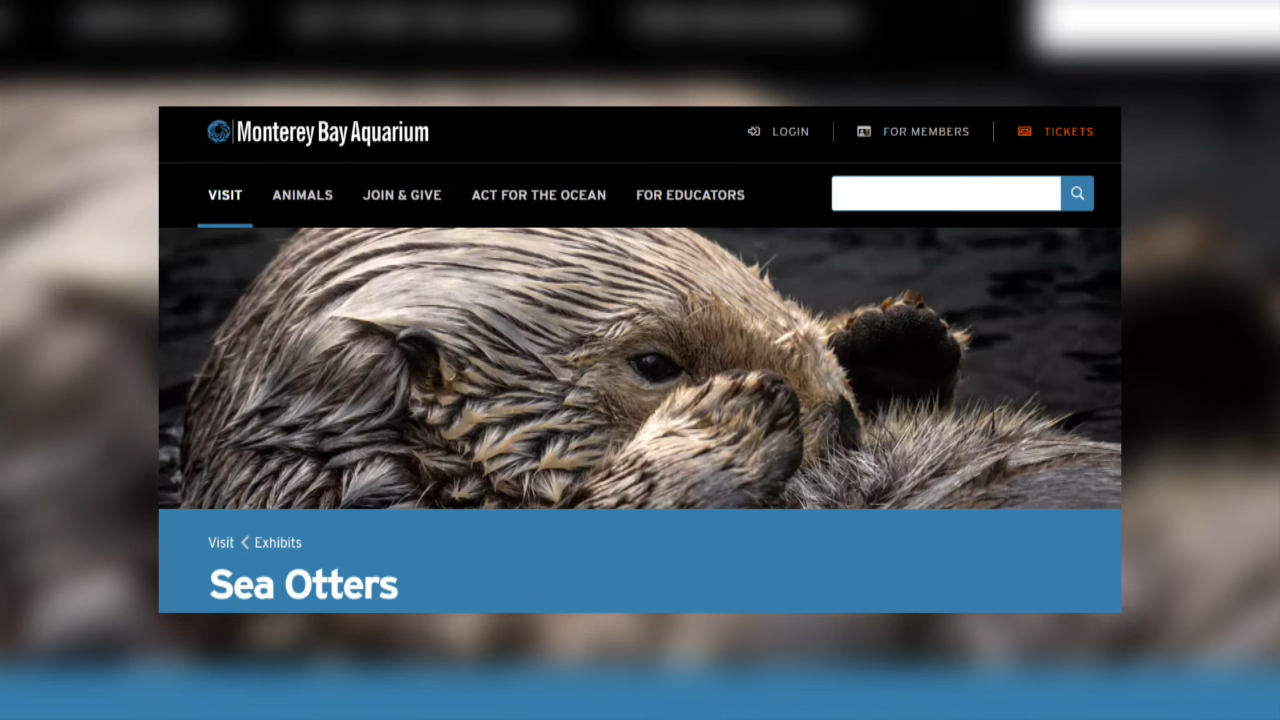 Monterey Bay Aquarium
LOGIN
FOR MEMBERS
TICKETS
VISIT
ANIMALS
JOIN & GIVE
ACT FOR THE OCEAN
FOR EDUCATORS
Visit
Exhibits
Sea Otters